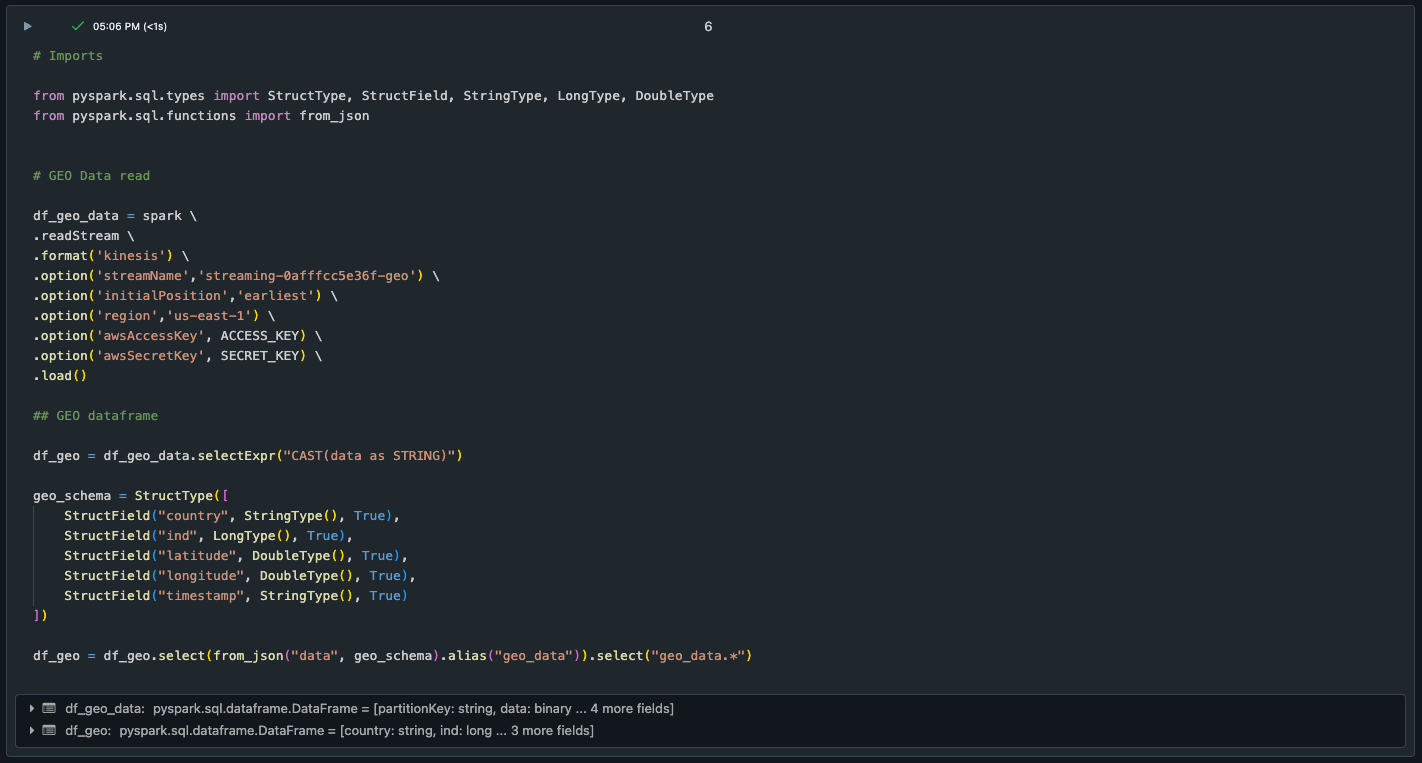 05:06 PM (<1s)
6
# Imports
from pyspark.sql.types import StructType, StructField, StringType, LongType, DoubleType
from pyspark.sql.functions import from_json
# GEO Data read
df_geo_data = spark \
.readStream \
.format('kinesis') \
.option('streamName','streaming-0afffcc5e36f-geo') \
.option('initialPosition','earliest') \
.option('region','us-east-1') \
.option('awsAccessKey', ACCESS_KEY) \
.option('awsSecretKey', SECRET_KEY) \
.load()
## GEO dataframe
df_geo = df_geo_data.selectExpr("CAST(data as STRING)")
geo_schema = StructType([
    StructField("country", StringType(), True),
    StructField("ind", LongType(), True),
    StructField("latitude", DoubleType(), True),
    StructField("longitude", DoubleType(), True),
    StructField("timestamp", StringType(), True)
])
df_geo = df_geo.select(from_json("data", geo_schema).alias("geo_data")).select("geo_data.*")
df_geo_data: pyspark.sql.dataframe.DataFrame = [partitionKey: string, data: binary ... 4 more fields]
df_geo: pyspark.sql.dataframe.DataFrame = [country: string, ind: long ... 3 more fields]